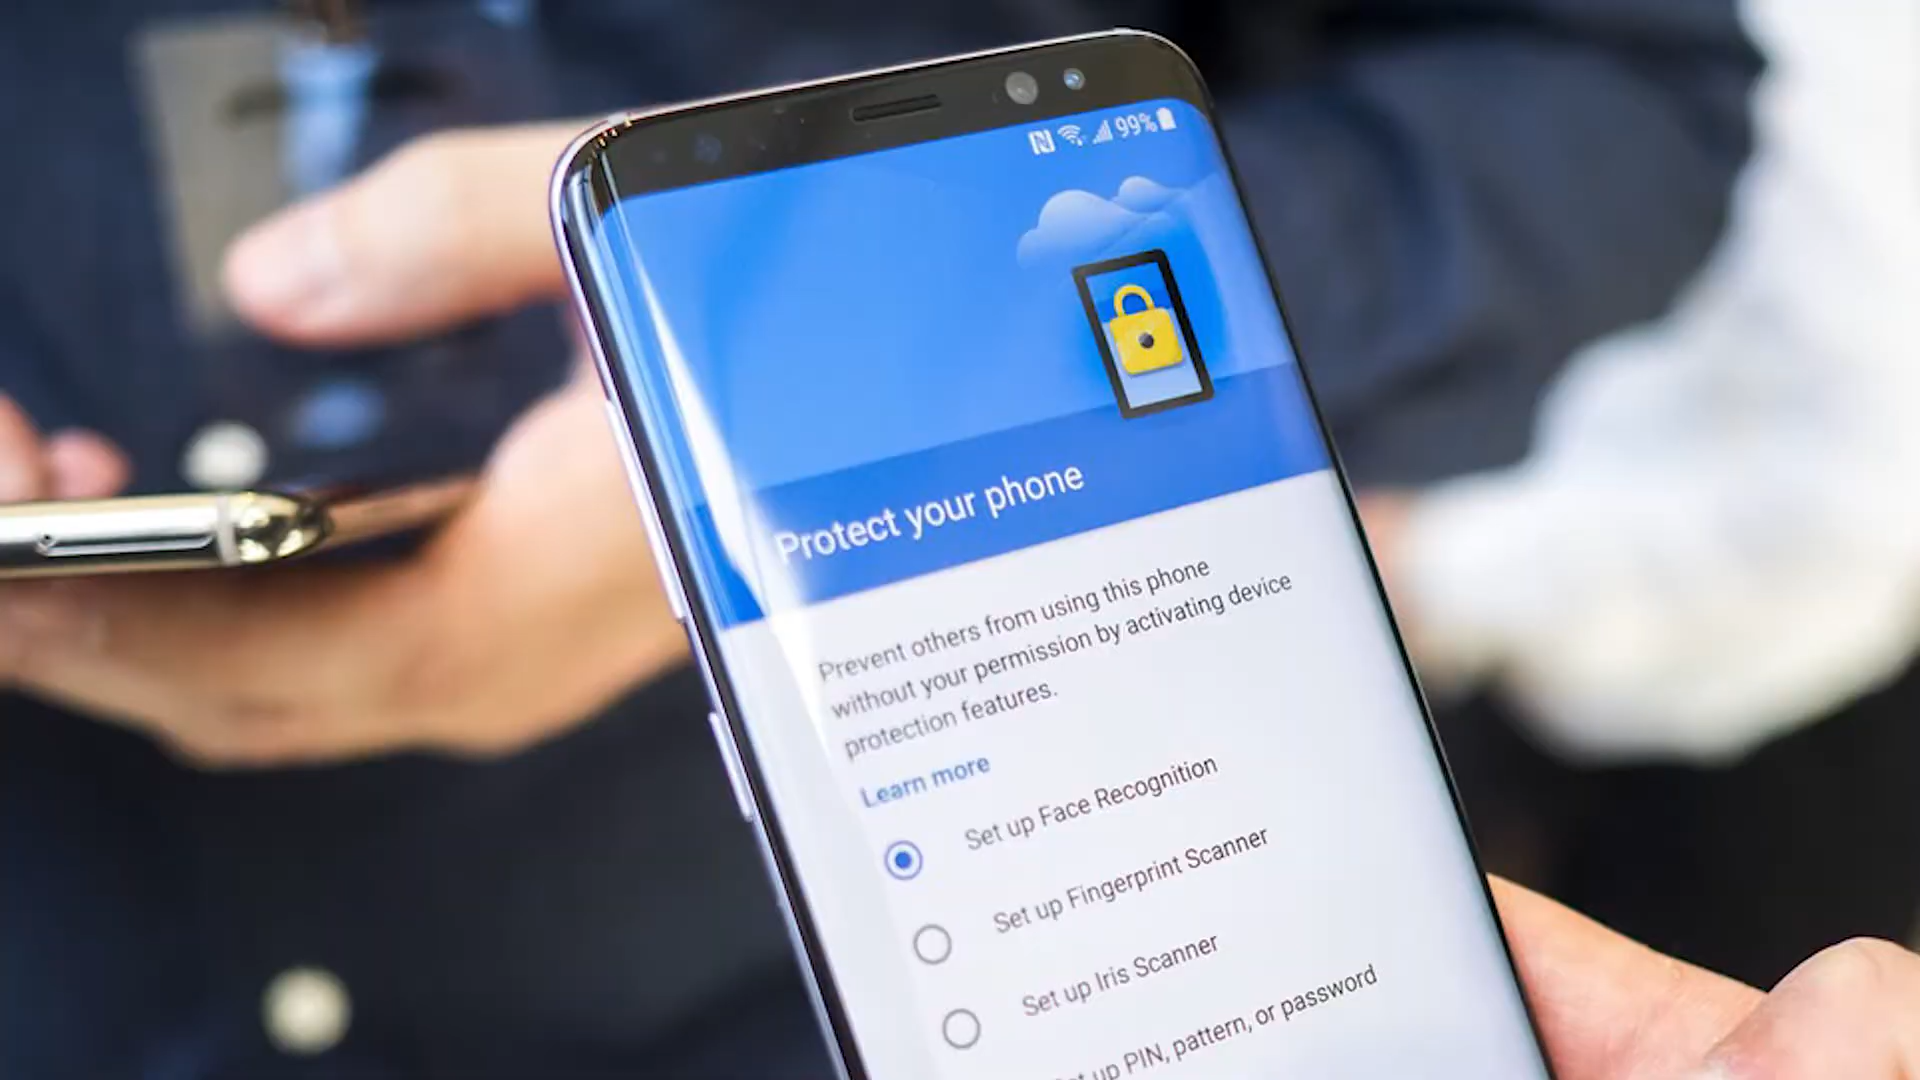 99%
Protect your phone
Prevent others from using this phone
without your permission by activating device
protection features.
Learn more
Set up Face Recognition
Set up Fingerprint Scanner
Set up Iris Scanner
up PIN, pattern, or password